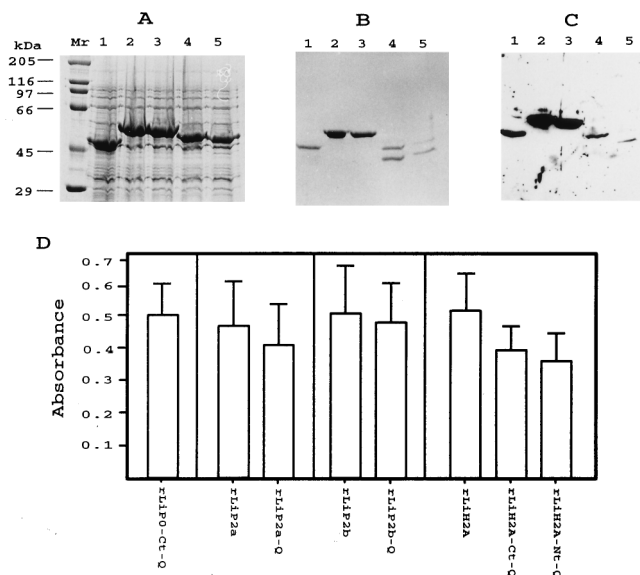 A B C
kDa Mr 1 2 3 4 5 1 2 3 4 5 1 2 3 4 5
205
116
97
66
45
29
D
Absorbance
0.7
0.6
0.5
0.4
0.3
0.2
0.1
rLiP0-Ct-Q
rLiP2a
rLiP2a-Q
rLiP2b
rLiP2b-Q
rLiH2A
rLiH2A-Ct-Q
rLiH2A-Nt-Q